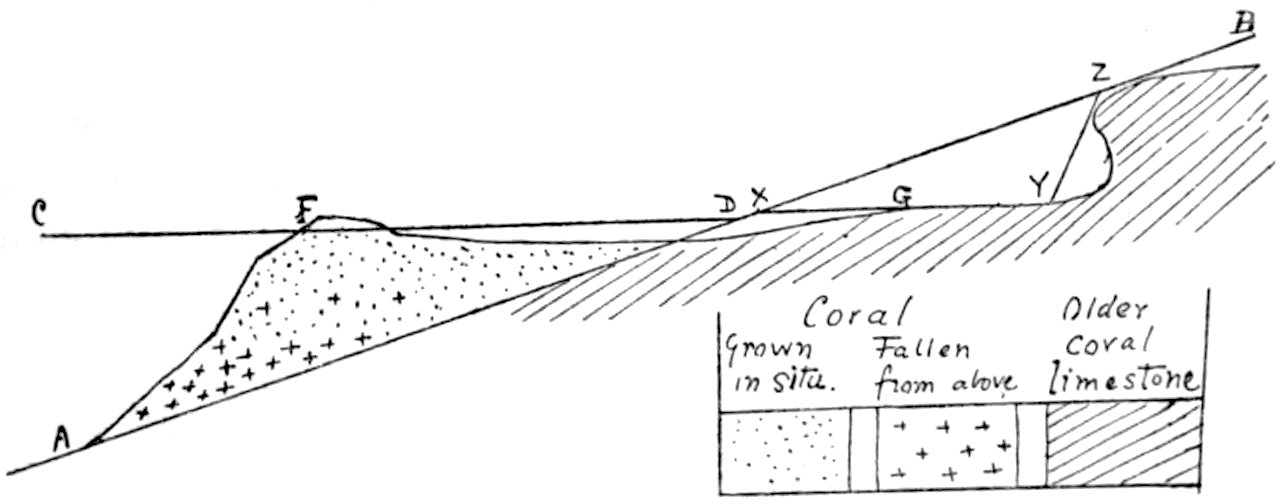 B
Z
C
F
D
X
G
Y
A
Coral
Grown
in situ.
Fallen
from above
Older
coral
limestone